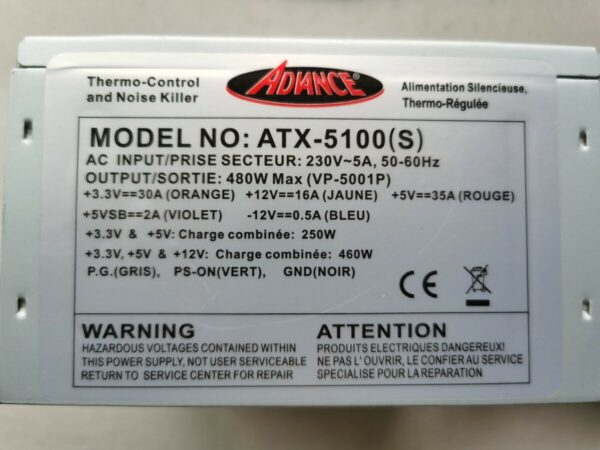 Thermo-Control
and Noise Killer
ADVANCE®
Alimentation Silencieuse,
Thermo-Régulée
MODEL NO: ATX-5100(S)
AC INPUT/PRISE SECTEUR: 230V~5A, 50-60Hz
OUTPUT/SORTIE: 480W Max (VP-5001P)
+3.3V==30A (ORANGE) +12V==16A (JAUNE) +5V==35A (ROUGE)
+5VSB==2A (VIOLET) -12V==0.5A (BLEU)
+3.3V & +5V: Charge combinée: 250W
+3.3V, +5V & +12V: Charge combinée: 460W
P.G.(GRIS), PS-ON(VERT), GND(NOIR)
CE
WARNING
HAZARDOUS VOLTAGES CONTAINED WITHIN
THIS POWER SUPPLY, NOT USER SERVICEABLE
RETURN TO SERVICE CENTER FOR REPAIR
ATTENTION
PRODUITS ELECTRIQUES DANGEREUX!
NE PAS L'OUVRIR, LE CONFIER AU SERVICE
SPECIALISE POUR LA REPARATION